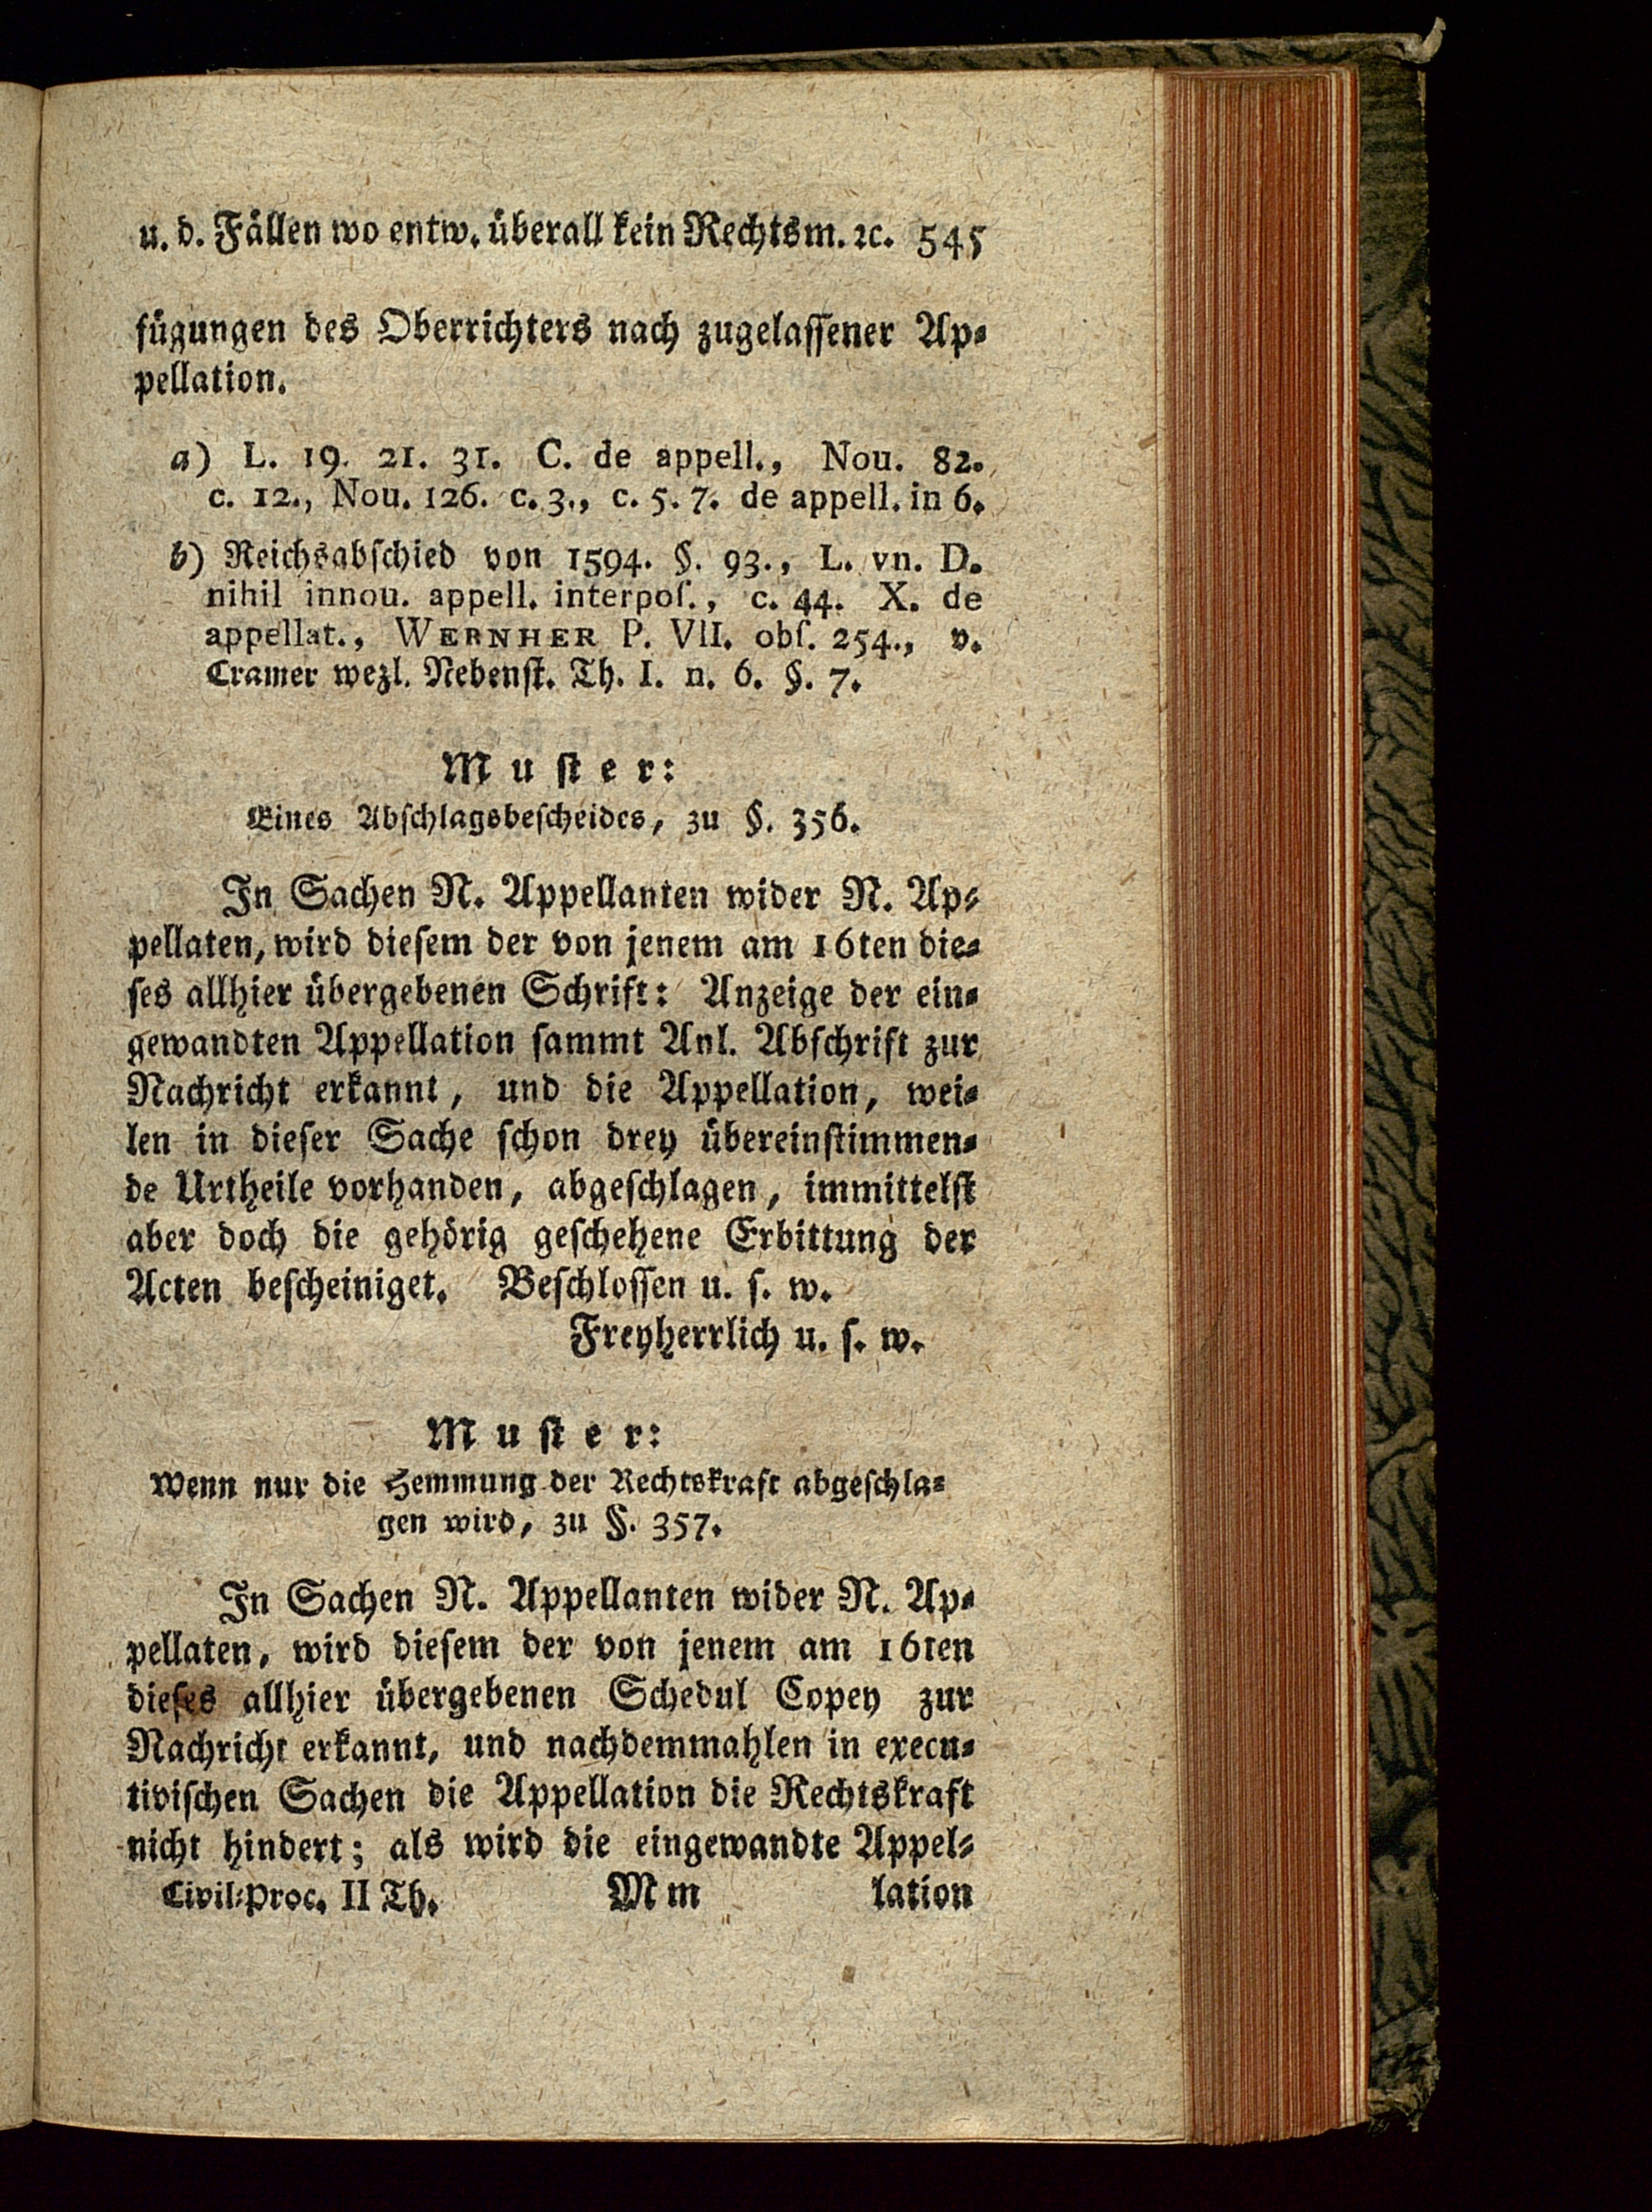 u. d. Fällen wo entw. überall kein Rechtsm. ꝛc. 545
fügungen des Oberrichters nach zugelaſſener Ap⸗
pellation.
a) L. 19. 21. 31. C. de appell., Nou. 82.
c. 12., Nou. 126. c. 3., c. 5. 7. de appell. in 6.
b) Reichsabſchied von 1594. §. 93., L. vn. D.
nihil innou. appell. interpoſ., c. 44. X. de
appellat., WERNHER P. VII. obſ. 254., v.
Cramer wezl. Nebenſt. Th. I. n. 6. §. 7.
Muſter:
Eines Abſchlagsbeſcheides, zu §. 356.
In Sachen N. Appellanten wider N. Ap⸗
pellaten, wird dieſem der von jenem am 16ten die⸗
ſes allhier übergebenen Schrift: Anzeige der ein⸗
gewandten Appellation ſammt Anl. Abſchrift zur
Nachricht erkannt, und die Appellation, wei⸗
len in dieſer Sache ſchon drey übereinſtimmen⸗
de Urtheile vorhanden, abgeſchlagen, immittelſt
aber doch die gehörig geſchehene Erbittung der
Acten beſcheiniget. Beſchloſſen u. ſ. w.
Freyherrlich u. ſ. w.
Muſter:
Wenn nur die Hemmung der Rechtskraft abgeſchla⸗
gen wird, zu §. 357.
In Sachen N. Appellanten wider N. Ap⸗
pellaten, wird dieſem der von jenem am 16ten
dieſes allhier übergebenen Schedul Copey zur
Nachricht erkannt, und nachdemmahlen in execu⸗
tiviſchen Sachen die Appellation die Rechtskraft
nicht hindert; als wird die eingewandte Appel⸗
Civil⸗Proc. II Th. Mm lation